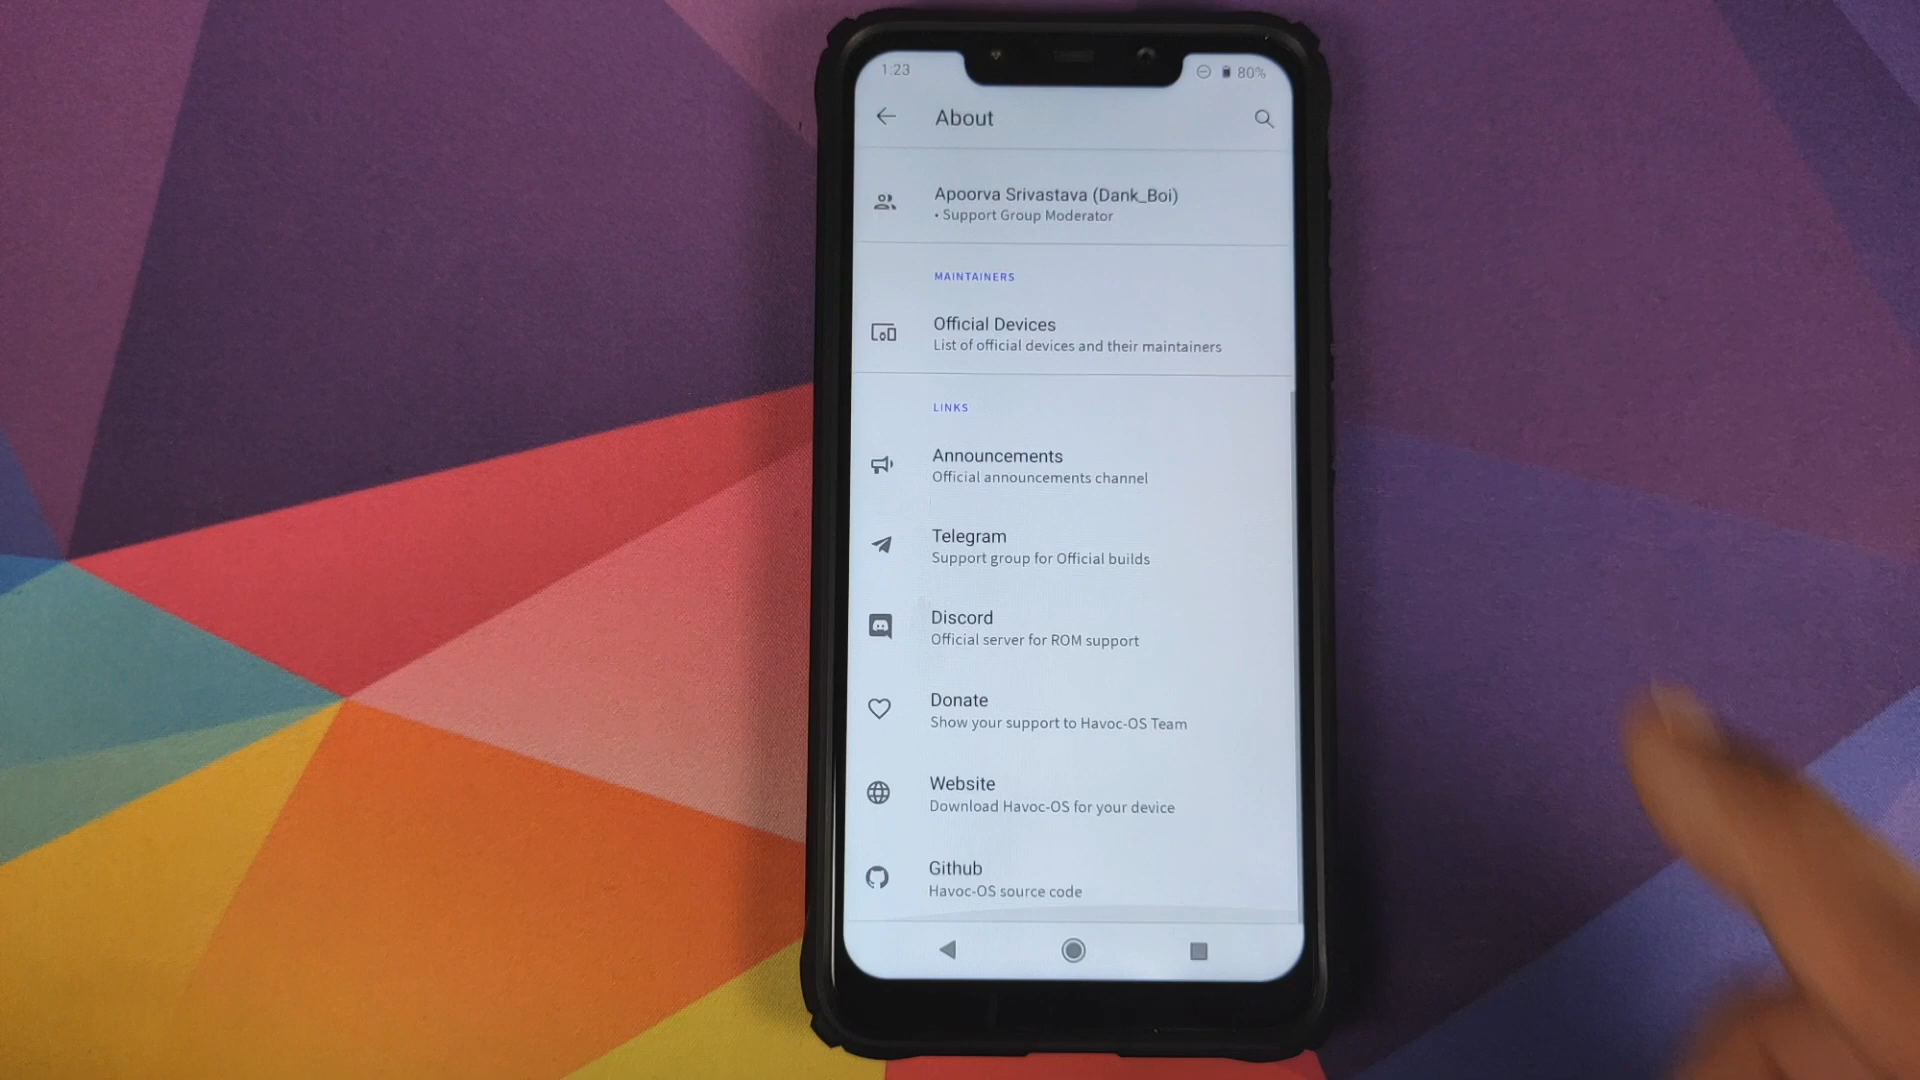 1:23
80%
About
Apoorva Srivastava (Dank_Boi)
• Support Group Moderator
MAINTAINERS
Official Devices
List of official devices and their maintainers
LINKS
Announcements
Official announcements channel
Telegram
Support group for Official builds
Discord
Official server for ROM support
Donate
Show your support to Havoc-OS Team
Website
Download Havoc-OS for your device
Github
Havoc-OS source code